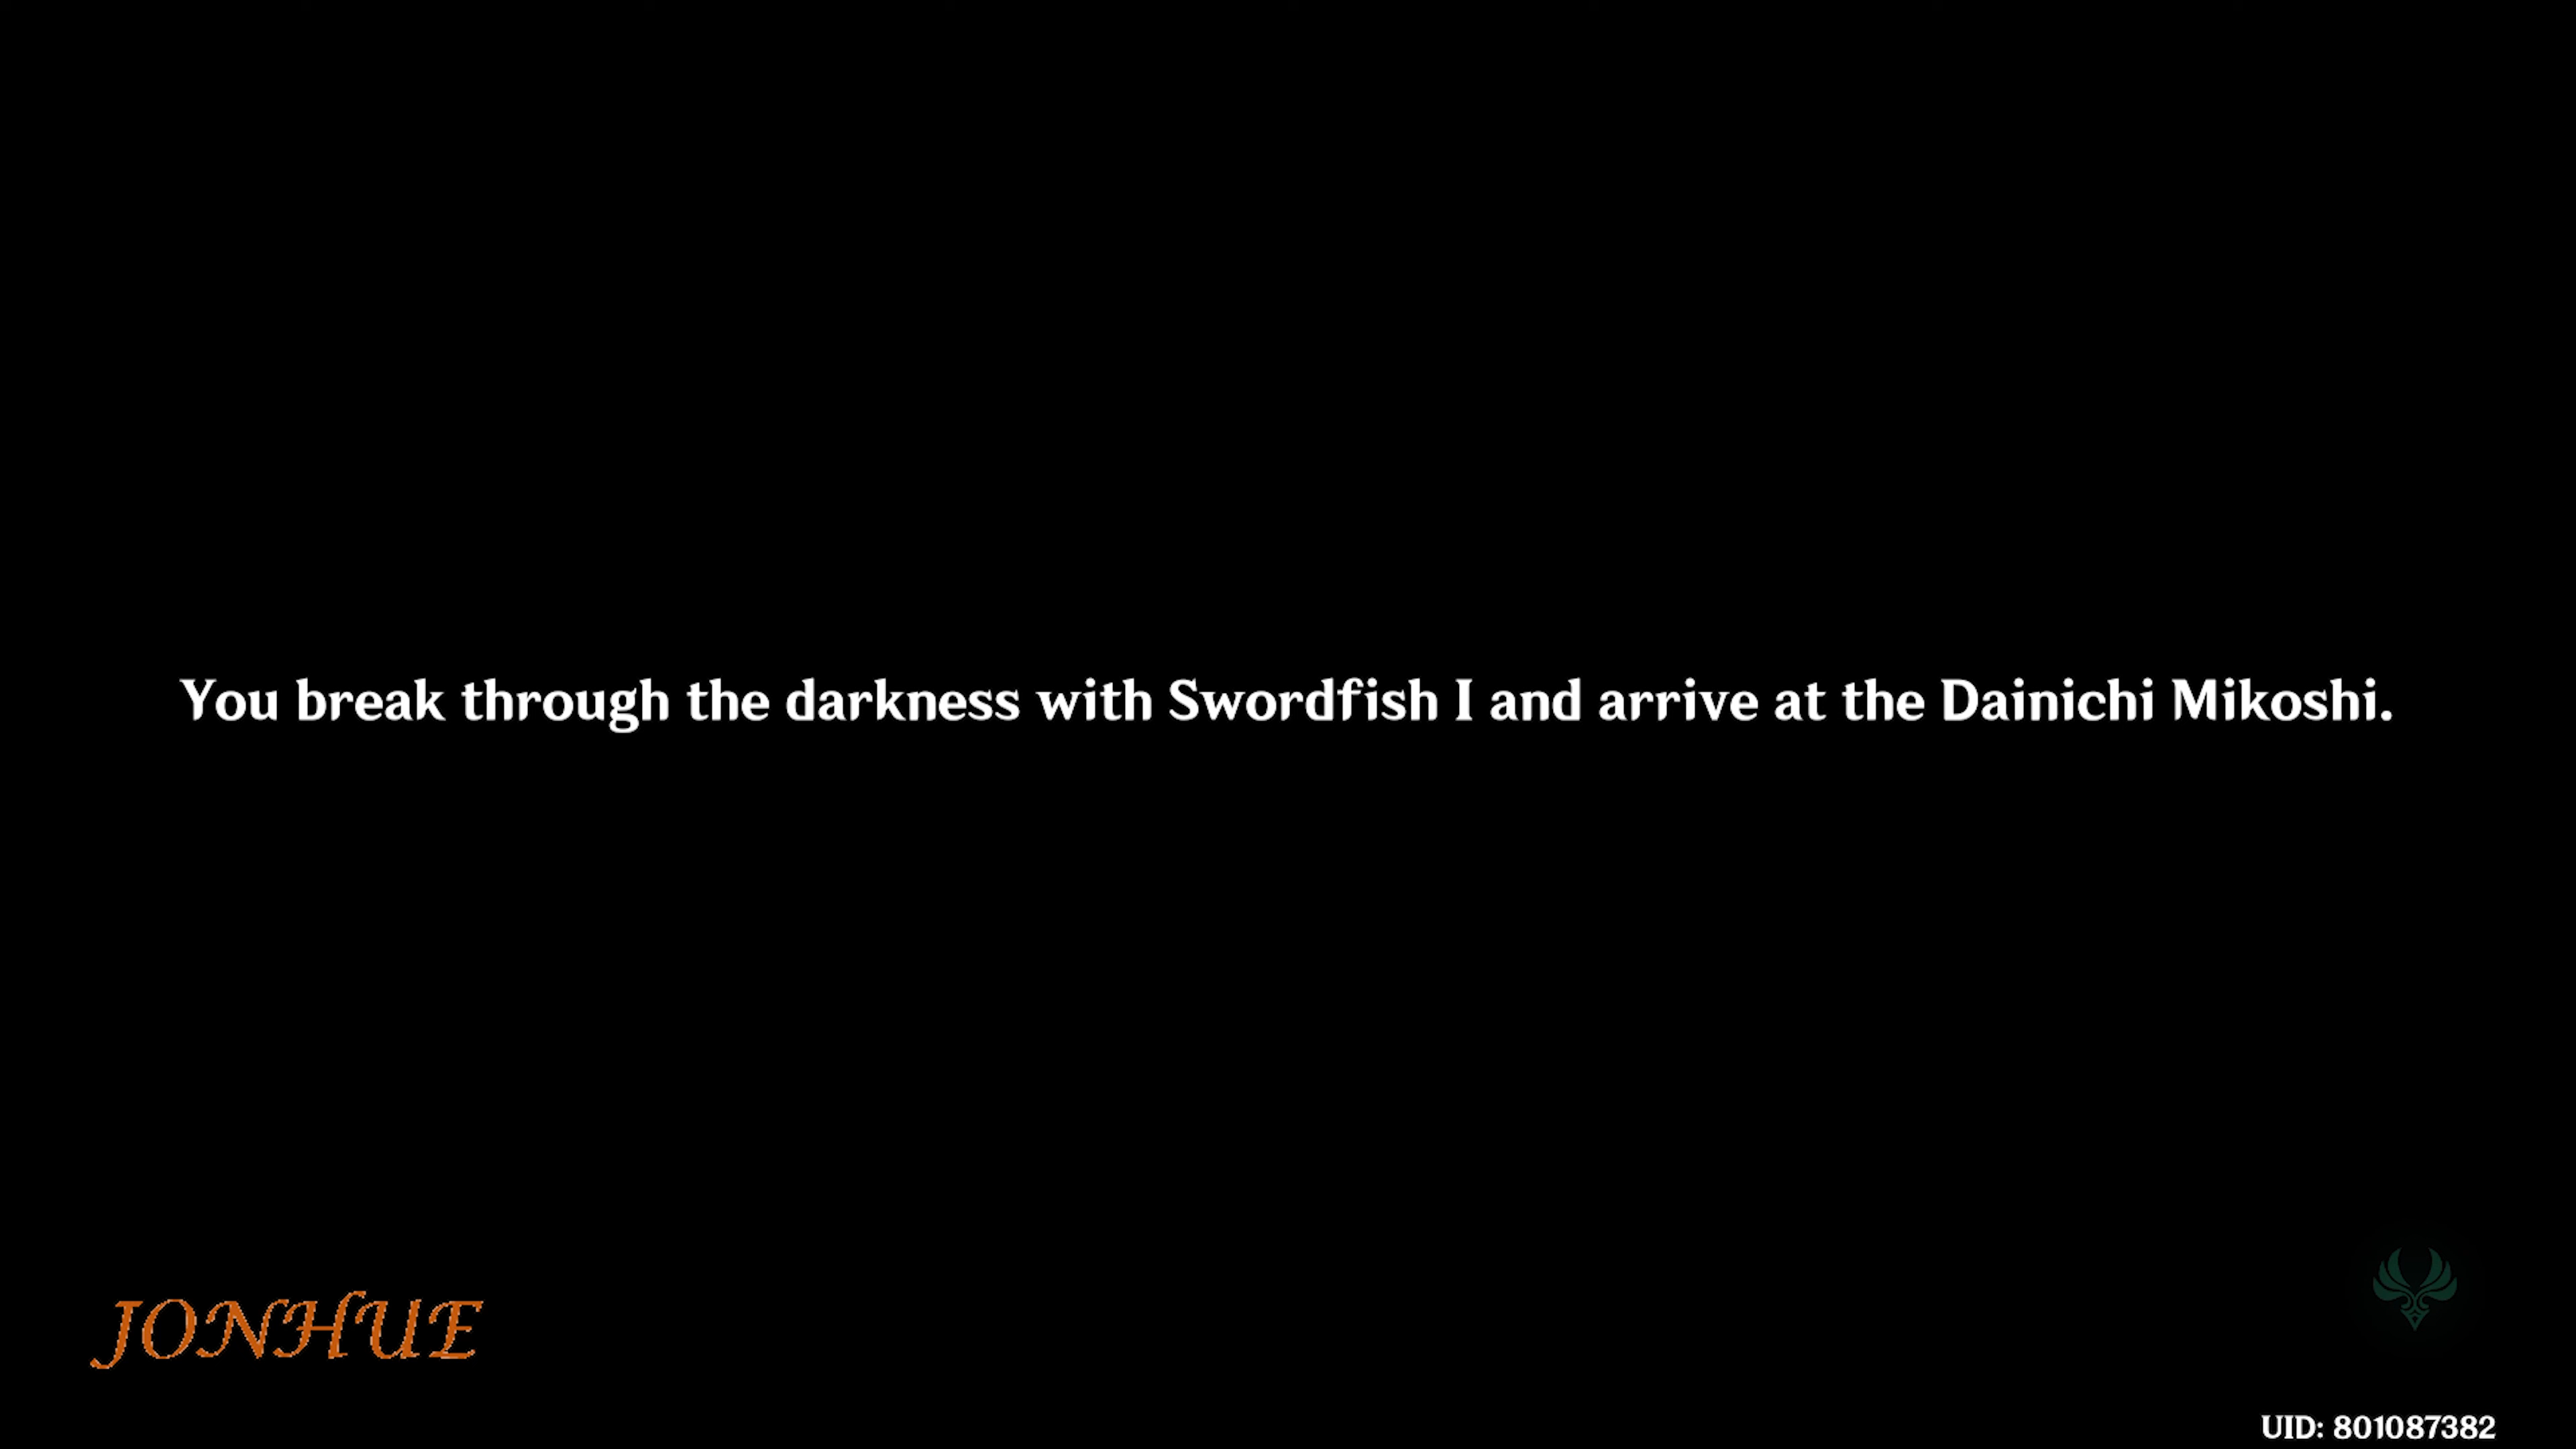 You break through the darkness with Swordfish I and arrive at the Dainichi Mikoshi.
JONHUE
UID: 801087382